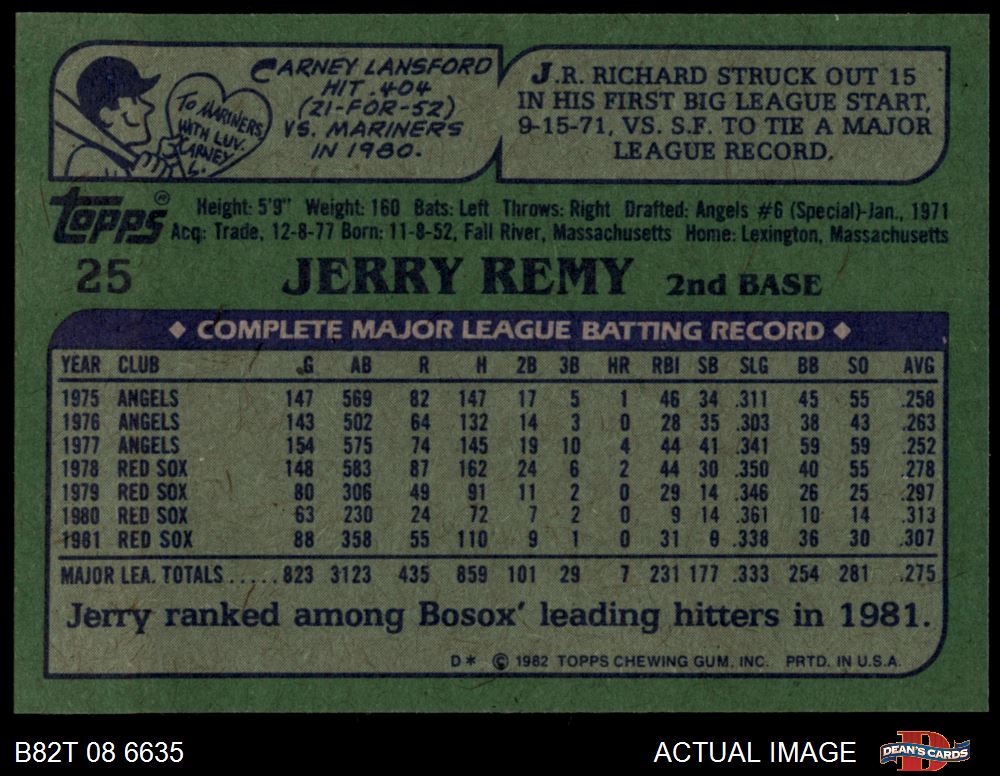 CARNEY LANSFORD
HIT .404
(21-FOR-52)
VS. MARINERS
IN 1980.
TO MARINERS,
WITH LUV.
CARNEY
L.
J.R. RICHARD STRUCK OUT 15
IN HIS FIRST BIG LEAGUE START,
9-15-71, VS. S.F. TO TIE A MAJOR
LEAGUE RECORD.
Topps®
Height: 5'9" Weight: 160 Bats: Left Throws: Right Drafted: Angels #6 (Special)-Jan., 1971
Acq: Trade, 12-8-77 Born: 11-8-52, Fall River, Massachusetts Home: Lexington, Massachusetts
25 JERRY REMY 2nd BASE
◆ COMPLETE MAJOR LEAGUE BATTING RECORD ◆
YEAR CLUB G AB R H 2B 3B HR RBI SB SLG BB SO AVG
1975 ANGELS 147 569 82 147 17 5 1 46 34 .311 45 55 .258
1976 ANGELS 143 502 64 132 14 3 0 28 35 .303 38 43 .263
1977 ANGELS 154 575 74 145 19 10 4 44 41 .341 59 59 .252
1978 RED SOX 148 583 87 162 24 6 2 44 30 .350 40 55 .278
1979 RED SOX 80 306 49 91 11 2 0 29 14 .346 26 25 .297
1980 RED SOX 63 230 24 72 7 2 0 9 14 .361 10 14 .313
1981 RED SOX 88 358 55 110 9 1 0 31 9 .338 36 30 .307
MAJOR LEA. TOTALS.....823 3123 435 859 101 29 7 231 177 .333 254 281 .275
Jerry ranked among Bosox' leading hitters in 1981.
D* © 1982 TOPPS CHEWING GUM, INC. PRTD. IN U.S.A.
B82T 08 6635
ACTUAL IMAGE
D
DEAN'S CARDS